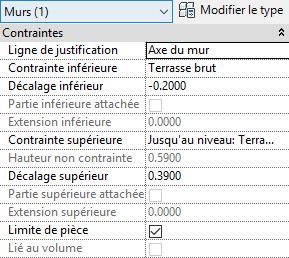 Murs (1)
Modifier le type
Contraintes
Ligne de justification Axe du mur
Contrainte inférieure Terrasse brut
Décalage inférieur -0.2000
Partie inférieure attachée
Extension inférieure 0.0000
Contrainte supérieure Jusqu'au niveau: Terra...
Hauteur non contrainte 0.5900
Décalage supérieur 0.3900
Partie supérieure attachée
Extension supérieure 0.0000
Limite de pièce
Lié au volume